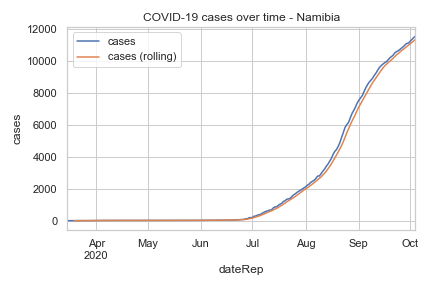 COVID-19 cases over time - Namibia
cases
cases (rolling)
12000
10000
8000
6000
4000
2000
0
cases
Apr May Jun Jul Aug Sep Oct
2020
dateRep